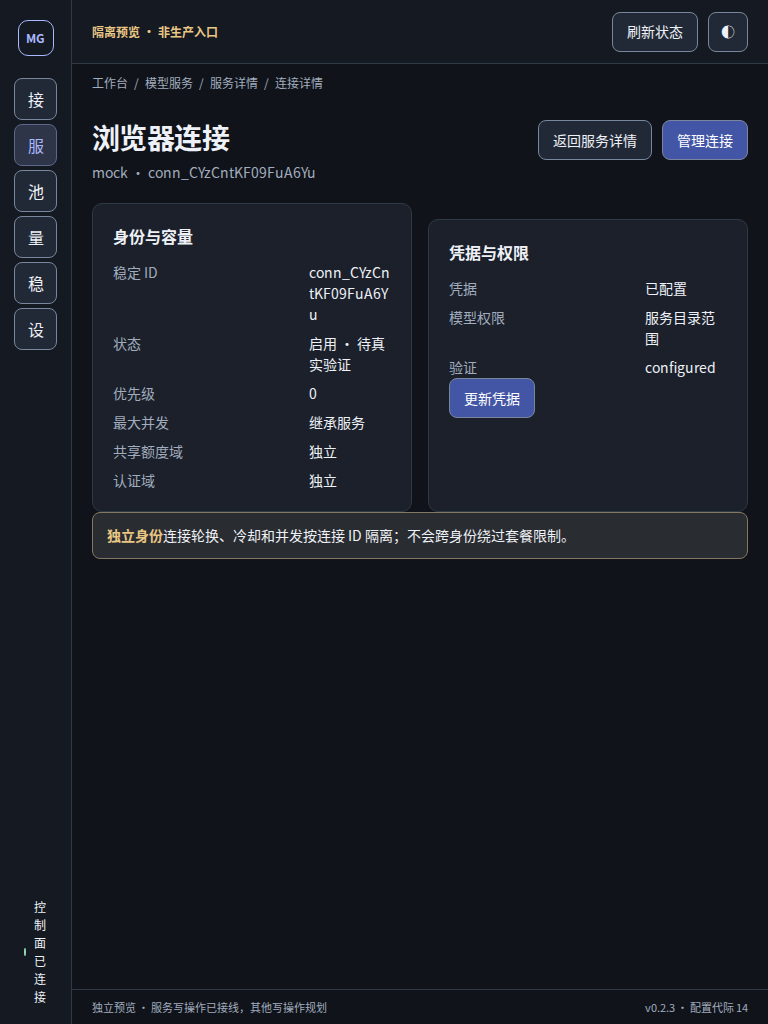 MG
接
服
池
量
稳
设
控
制
面
已
连
接
隔离预览 · 非生产入口
刷新状态
工作台 / 模型服务 / 服务详情 / 连接详情
浏览器连接
mock · conn_CYzCntKF09FuA6Yu
返回服务详情
管理连接
身份与容量
稳定 ID
conn_CYzCn
tKF09FuA6Y
u
状态
启用 · 待真
实验证
优先级
0
最大并发
继承服务
共享额度域
独立
认证域
独立
凭据与权限
凭据
已配置
模型权限
服务目录范
围
验证
configured
更新凭据
独立身份连接轮换、冷却和并发按连接 ID 隔离；不会跨身份绕过套餐限制。
独立预览 · 服务写操作已接线，其他写操作规划
v0.2.3 · 配置代际 14